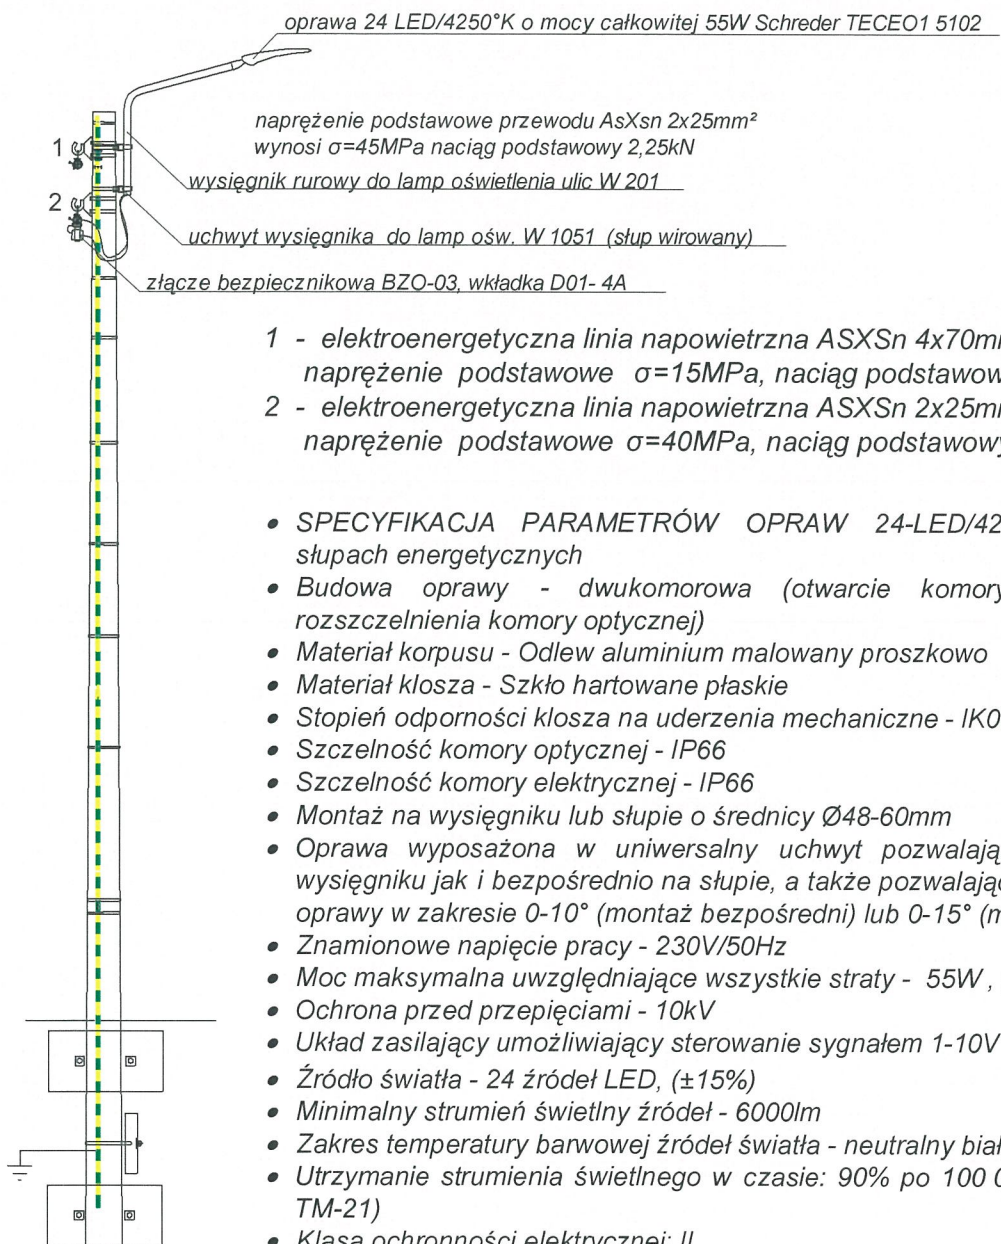 oprawa 24 LED/4250°K o mocy całkowitej 55W Schreder TECEO1 5102
naprężenie podstawowe przewodu AsXsn 2x25mm²
wynosi σ=45MPa naciąg podstawowy 2,25kN
1
wysięgnik rurowy do lamp oświetlenia ulic W 201
2
uchwyt wysięgnika do lamp ośw. W 1051 (słup wirowany)
złącze bezpiecznikowa BZO-03, wkładka D01- 4A
1 - elektroenergetyczna linia napowietrzna ASXSn 4x70m
naprężenie podstawowe σ=15MPa, naciąg podstawow
2 - elektroenergetyczna linia napowietrzna ASXSn 2x25m
naprężenie podstawowe σ=40MPa, naciąg podstawowy
• SPECYFIKACJA PARAMETRÓW OPRAW 24-LED/42
słupach energetycznych
• Budowa oprawy - dwukomorowa (otwarcie komory
rozszczelnienia komory optycznej)
• Materiał korpusu - Odlew aluminium malowany proszkowo
• Materiał klosza - Szkło hartowane płaskie
• Stopień odporności klosza na uderzenia mechaniczne - IK0
• Szczelność komory optycznej - IP66
• Szczelność komory elektrycznej - IP66
• Montaż na wysięgniku lub słupie o średnicy Ø48-60mm
• Oprawa wyposażona w uniwersalny uchwyt pozwalają
wysięgniku jak i bezpośrednio na słupie, a także pozwalając
oprawy w zakresie 0-10° (montaż bezpośredni) lub 0-15° (m
• Znamionowe napięcie pracy - 230V/50Hz
• Moc maksymalna uwzględniające wszystkie straty - 55W ,
• Ochrona przed przepięciami - 10kV
• Układ zasilający umożliwiający sterowanie sygnałem 1-10V
• Źródło światła - 24 źródeł LED, (±15%)
• Minimalny strumień świetlny źródeł - 6000lm
• Zakres temperatury barwowej źródeł światła - neutralny biał
• Utrzymanie strumienia świetlnego w czasie: 90% po 100 0
TM-21)
• Klasa ochronności elektrycznej: II